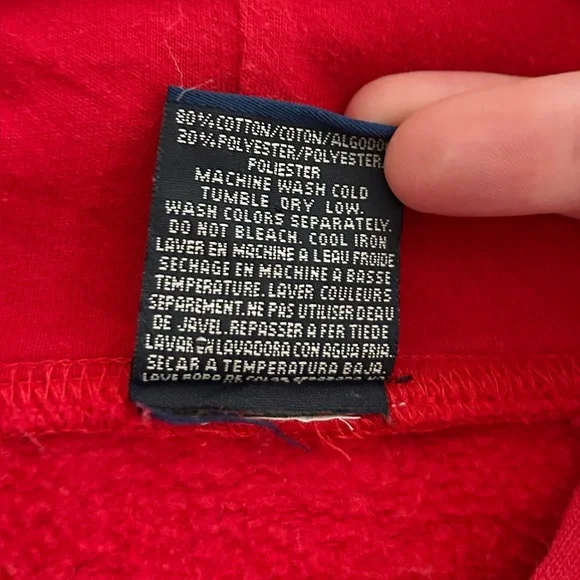 80% COTTON/COTON/ALGODO
20% POLYESTER/POLYESTER/
POLIESTER
MACHINE WASH COLD
TUMBLE DRY LOW.
WASH COLORS SEPARATELY.
DO NOT BLEACH. COOL IRON
LAVER EN MACHINE A LEAU FROIDE
SECHAGE EN MACHINE A BASSE
TEMPERATURE. LAVER COULEURS
SEPAREMENT. NE PAS UTILISER DEAU
DE JAVEL. REPASSER A FER TIEDE
LAVAR EN LAVADORA CON AGUA FRIA.
SECAR A TEMPERATURA BAJA.